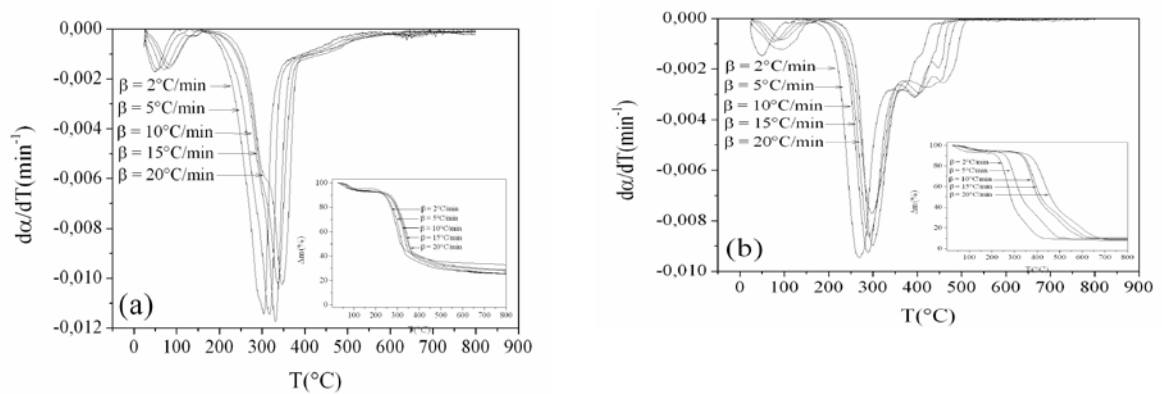 0,000
-0,002
-0,004
-0,006
-0,008
-0,010
-0,012
dα/dT(min⁻¹)
β = 2°C/min
β = 5°C/min
β = 10°C/min
β = 15°C/min
β = 20°C/min
(a)
100
80
60
40
20
0
Δm(%)
β = 2°C/min
β = 5°C/min
β = 10°C/min
β = 15°C/min
β = 20°C/min
100 200 300 400 500 600 700 800
T(°C)
0 100 200 300 400 500 600 700 800 900
T(°C)
0,000
-0,002
-0,004
-0,006
-0,008
-0,010
dα/dT(min⁻¹)
β = 2°C/min
β = 5°C/min
β = 10°C/min
β = 15°C/min
β = 20°C/min
(b)
100
80
60
40
20
0
Δm(%)
β = 2°C/min
β = 5°C/min
β = 10°C/min
β = 15°C/min
β = 20°C/min
100 200 300 400 500 600 700 800
T(°C)
0 100 200 300 400 500 600 700 800 900
T(°C)